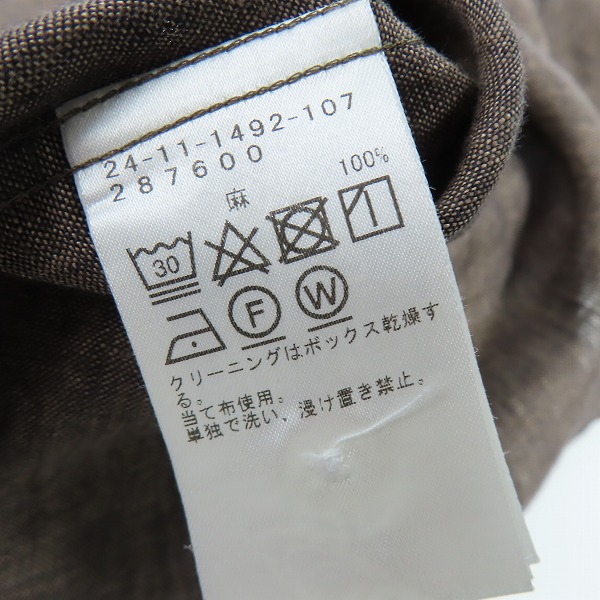 24-11-1492-107
287600
麻 100%
30
F W
クリーニングはボックス乾燥す
る。
当て布使用。
単独で洗い、浸け置き禁止。